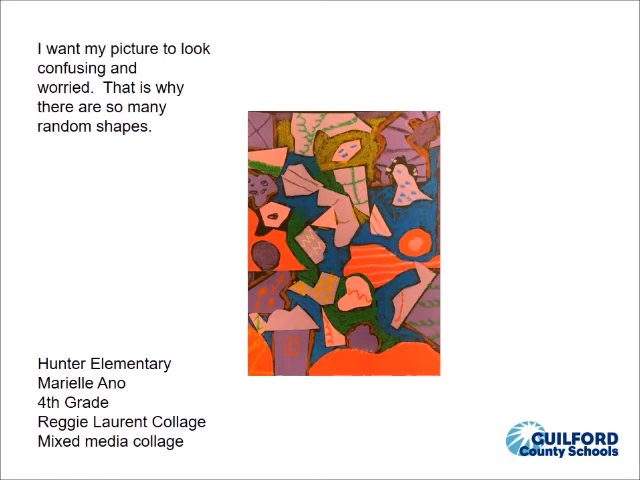 I want my picture to look
confusing and
worried.  That is why
there are so many
random shapes.
Hunter Elementary
Marielle Ano
4th Grade
Reggie Laurent Collage
Mixed media collage
GUILFORD
County Schools